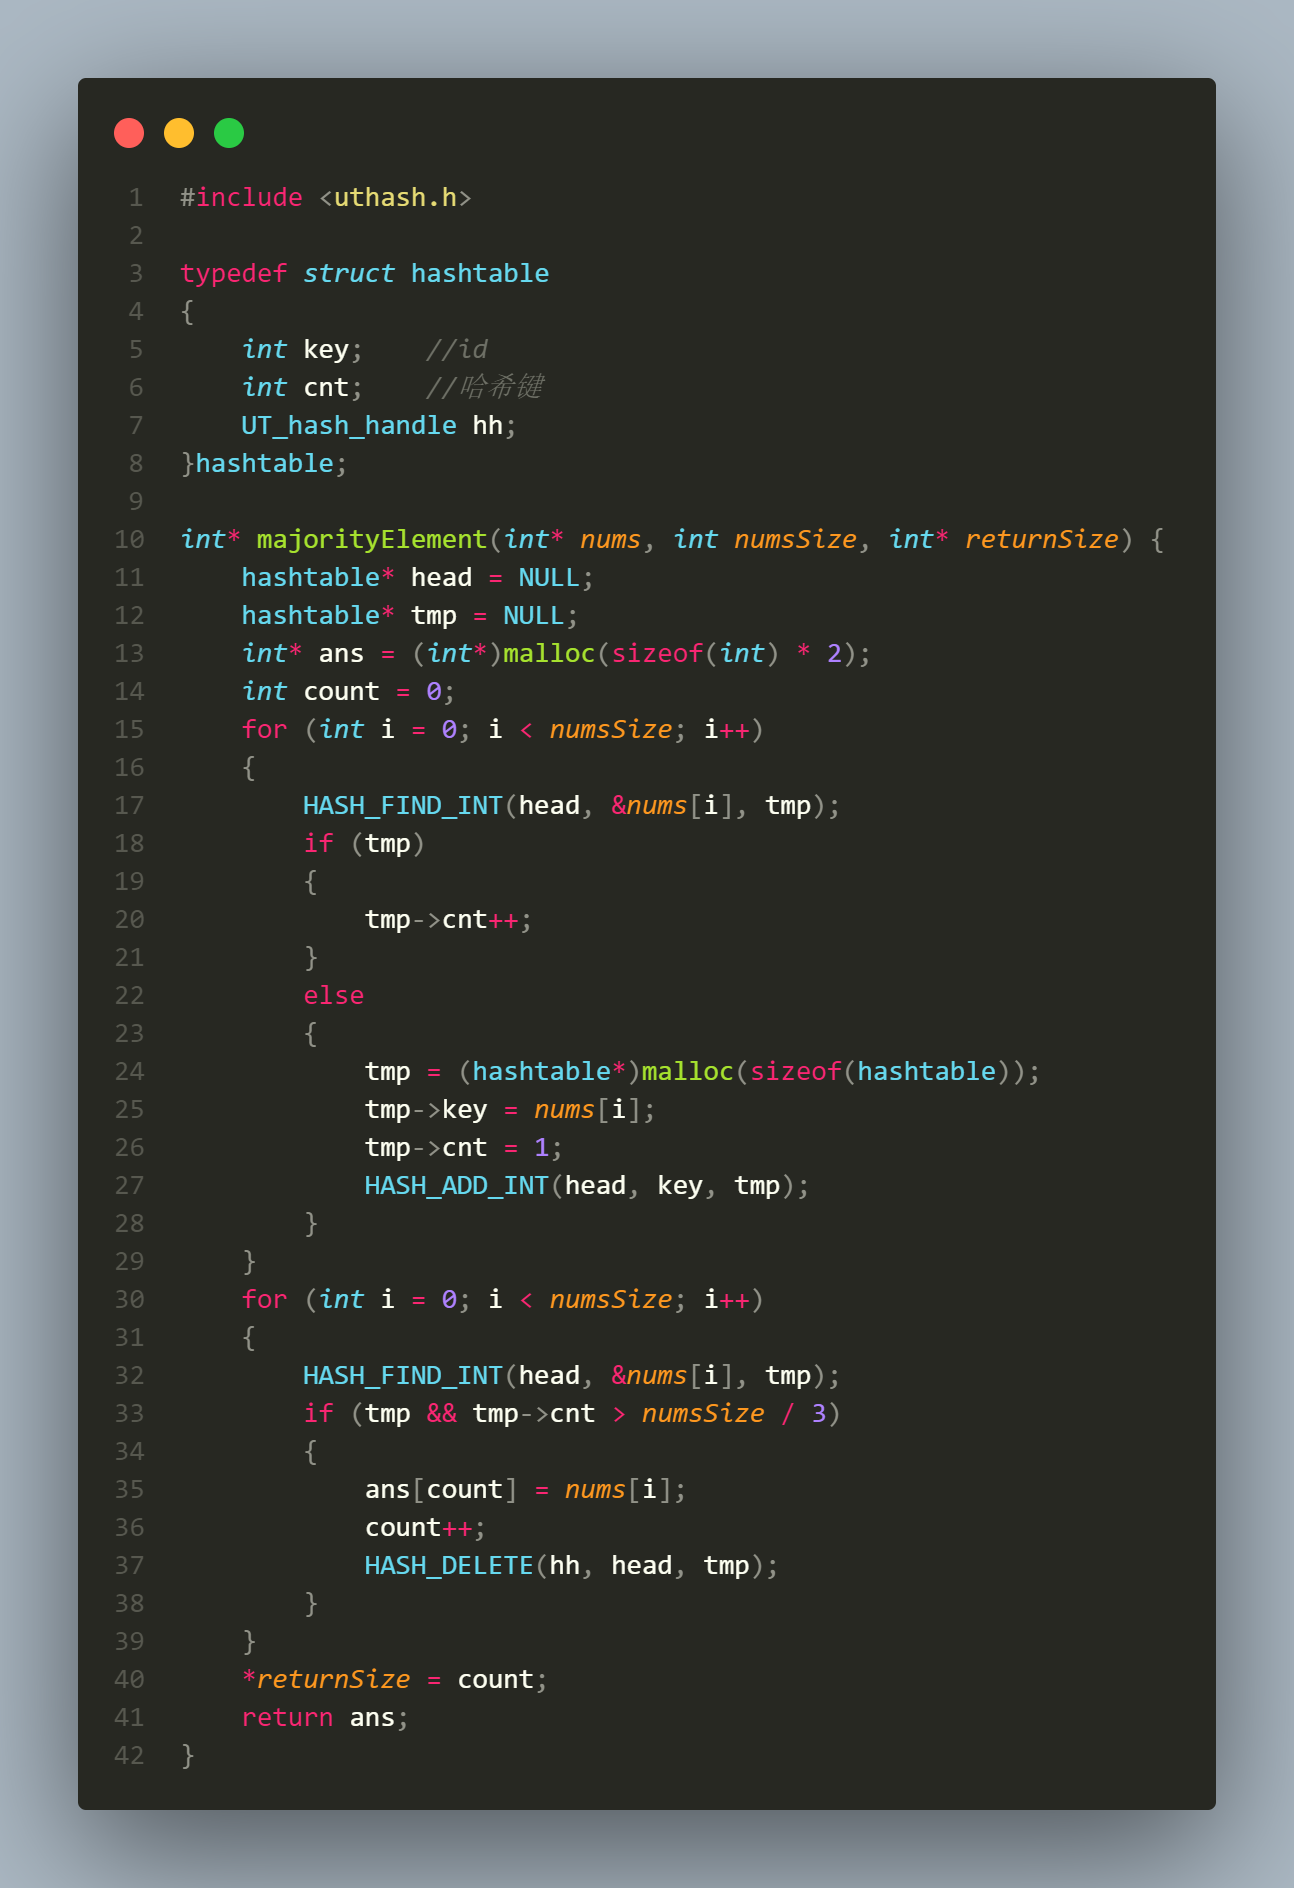 1 #include <uthash.h>
2
3 typedef struct hashtable
4 {
5     int key;    //id
6     int cnt;    //哈希键
7     UT_hash_handle hh;
8 }hashtable;
9
10 int* majorityElement(int* nums, int numsSize, int* returnSize) {
11     hashtable* head = NULL;
12     hashtable* tmp = NULL;
13     int* ans = (int*)malloc(sizeof(int) * 2);
14     int count = 0;
15     for (int i = 0; i < numsSize; i++)
16     {
17         HASH_FIND_INT(head, &nums[i], tmp);
18         if (tmp)
19         {
20             tmp->cnt++;
21         }
22         else
23         {
24             tmp = (hashtable*)malloc(sizeof(hashtable));
25             tmp->key = nums[i];
26             tmp->cnt = 1;
27             HASH_ADD_INT(head, key, tmp);
28         }
29     }
30     for (int i = 0; i < numsSize; i++)
31     {
32         HASH_FIND_INT(head, &nums[i], tmp);
33         if (tmp && tmp->cnt > numsSize / 3)
34         {
35             ans[count] = nums[i];
36             count++;
37             HASH_DELETE(hh, head, tmp);
38         }
39     }
40     *returnSize = count;
41     return ans;
42 }